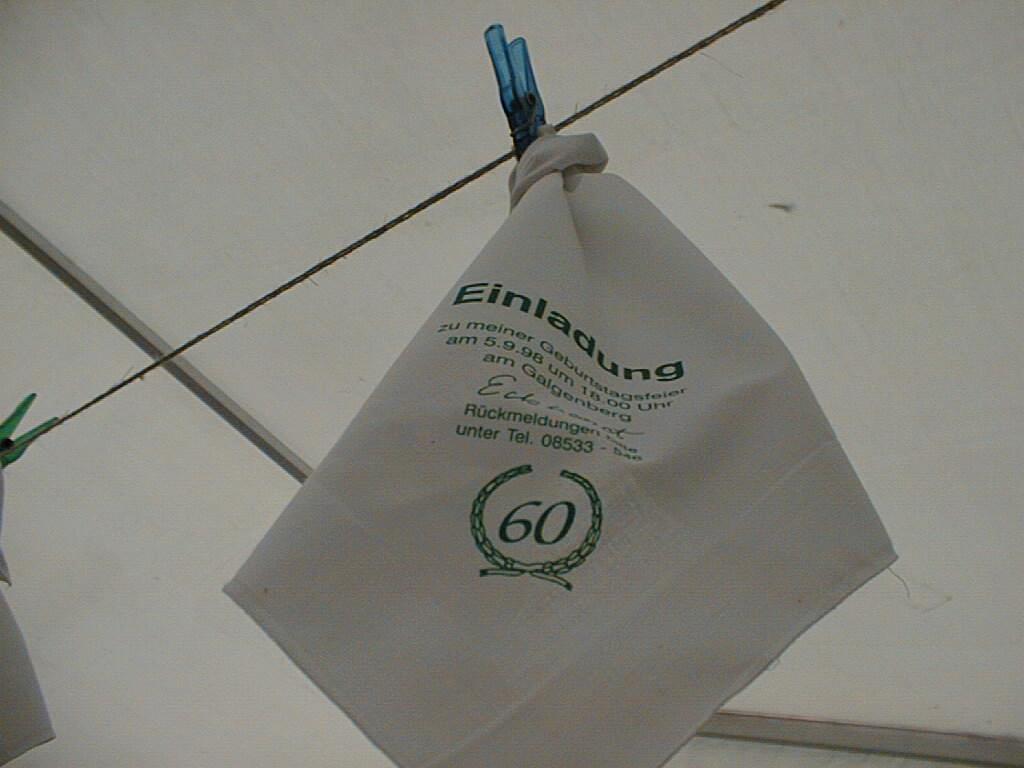 Einladung
zu meiner Geburtstagsfeier
am 5.9.98 um 18.00 Uhr
am Galgenberg
Rückmeldungen
unter Tel. 08533 -
60